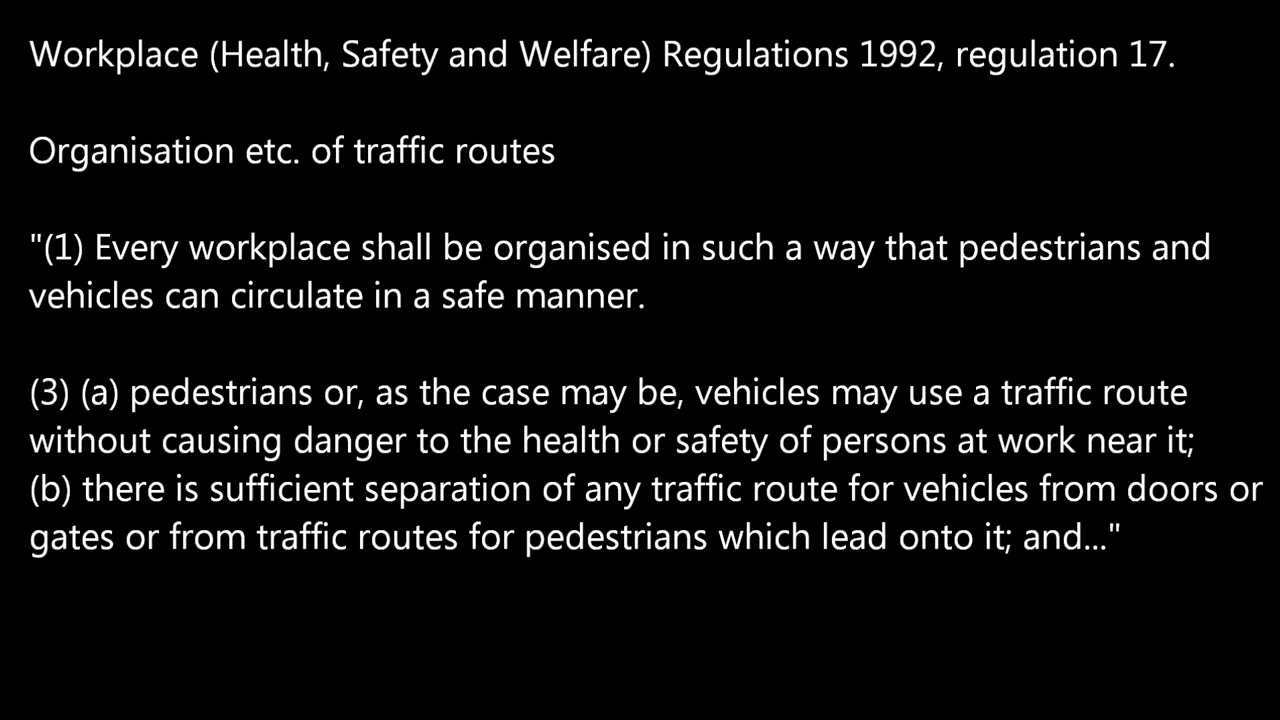 Workplace (Health, Safety and Welfare) Regulations 1992, regulation 17.
Organisation etc. of traffic routes
"(1) Every workplace shall be organised in such a way that pedestrians and
vehicles can circulate in a safe manner.
(3) (a) pedestrians or, as the case may be, vehicles may use a traffic route
without causing danger to the health or safety of persons at work near it;
(b) there is sufficient separation of any traffic route for vehicles from doors or
gates or from traffic routes for pedestrians which lead onto it; and..."